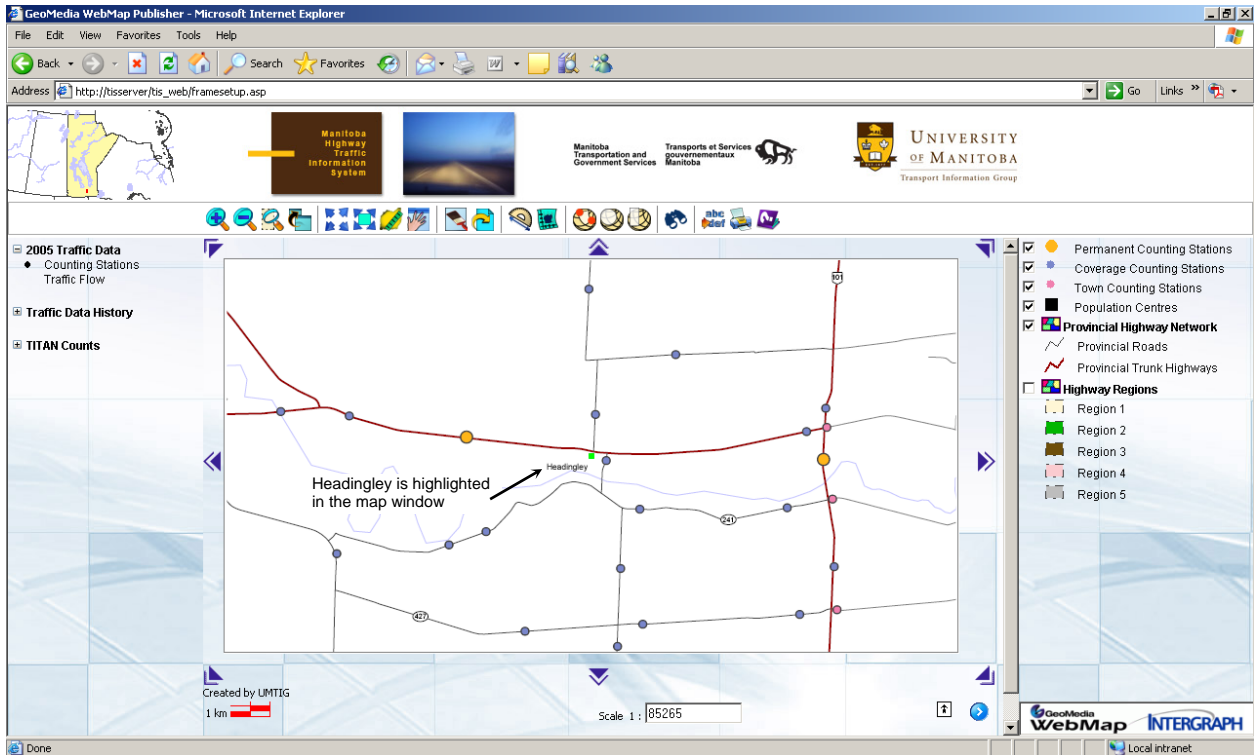 GeoMedia WebMap Publisher - Microsoft Internet Explorer
File Edit View Favorites Tools Help
Back Search Favorites
Address http://tisserver/tis_web/framesetup.asp Go Links »
Manitoba
Highway
Traffic
Information
System
Manitoba
Transportation and
Government Services
Transports et Services
gouvernementaux
Manitoba
UNIVERSITY
OF MANITOBA
Transport Information Group
abc
def
2005 Traffic Data
Counting Stations
Traffic Flow
Traffic Data History
TITAN Counts
101
Headingley
Headingley is highlighted
in the map window
241
427
Permanent Counting Stations
Coverage Counting Stations
Town Counting Stations
Population Centres
Provincial Highway Network
Provincial Roads
Provincial Trunk Highways
Highway Regions
Region 1
Region 2
Region 3
Region 4
Region 5
Created by UMTIG
1 km
Scale 1 : 85265
GeoMedia
WebMap
INTERGRAPH
Done
Local intranet